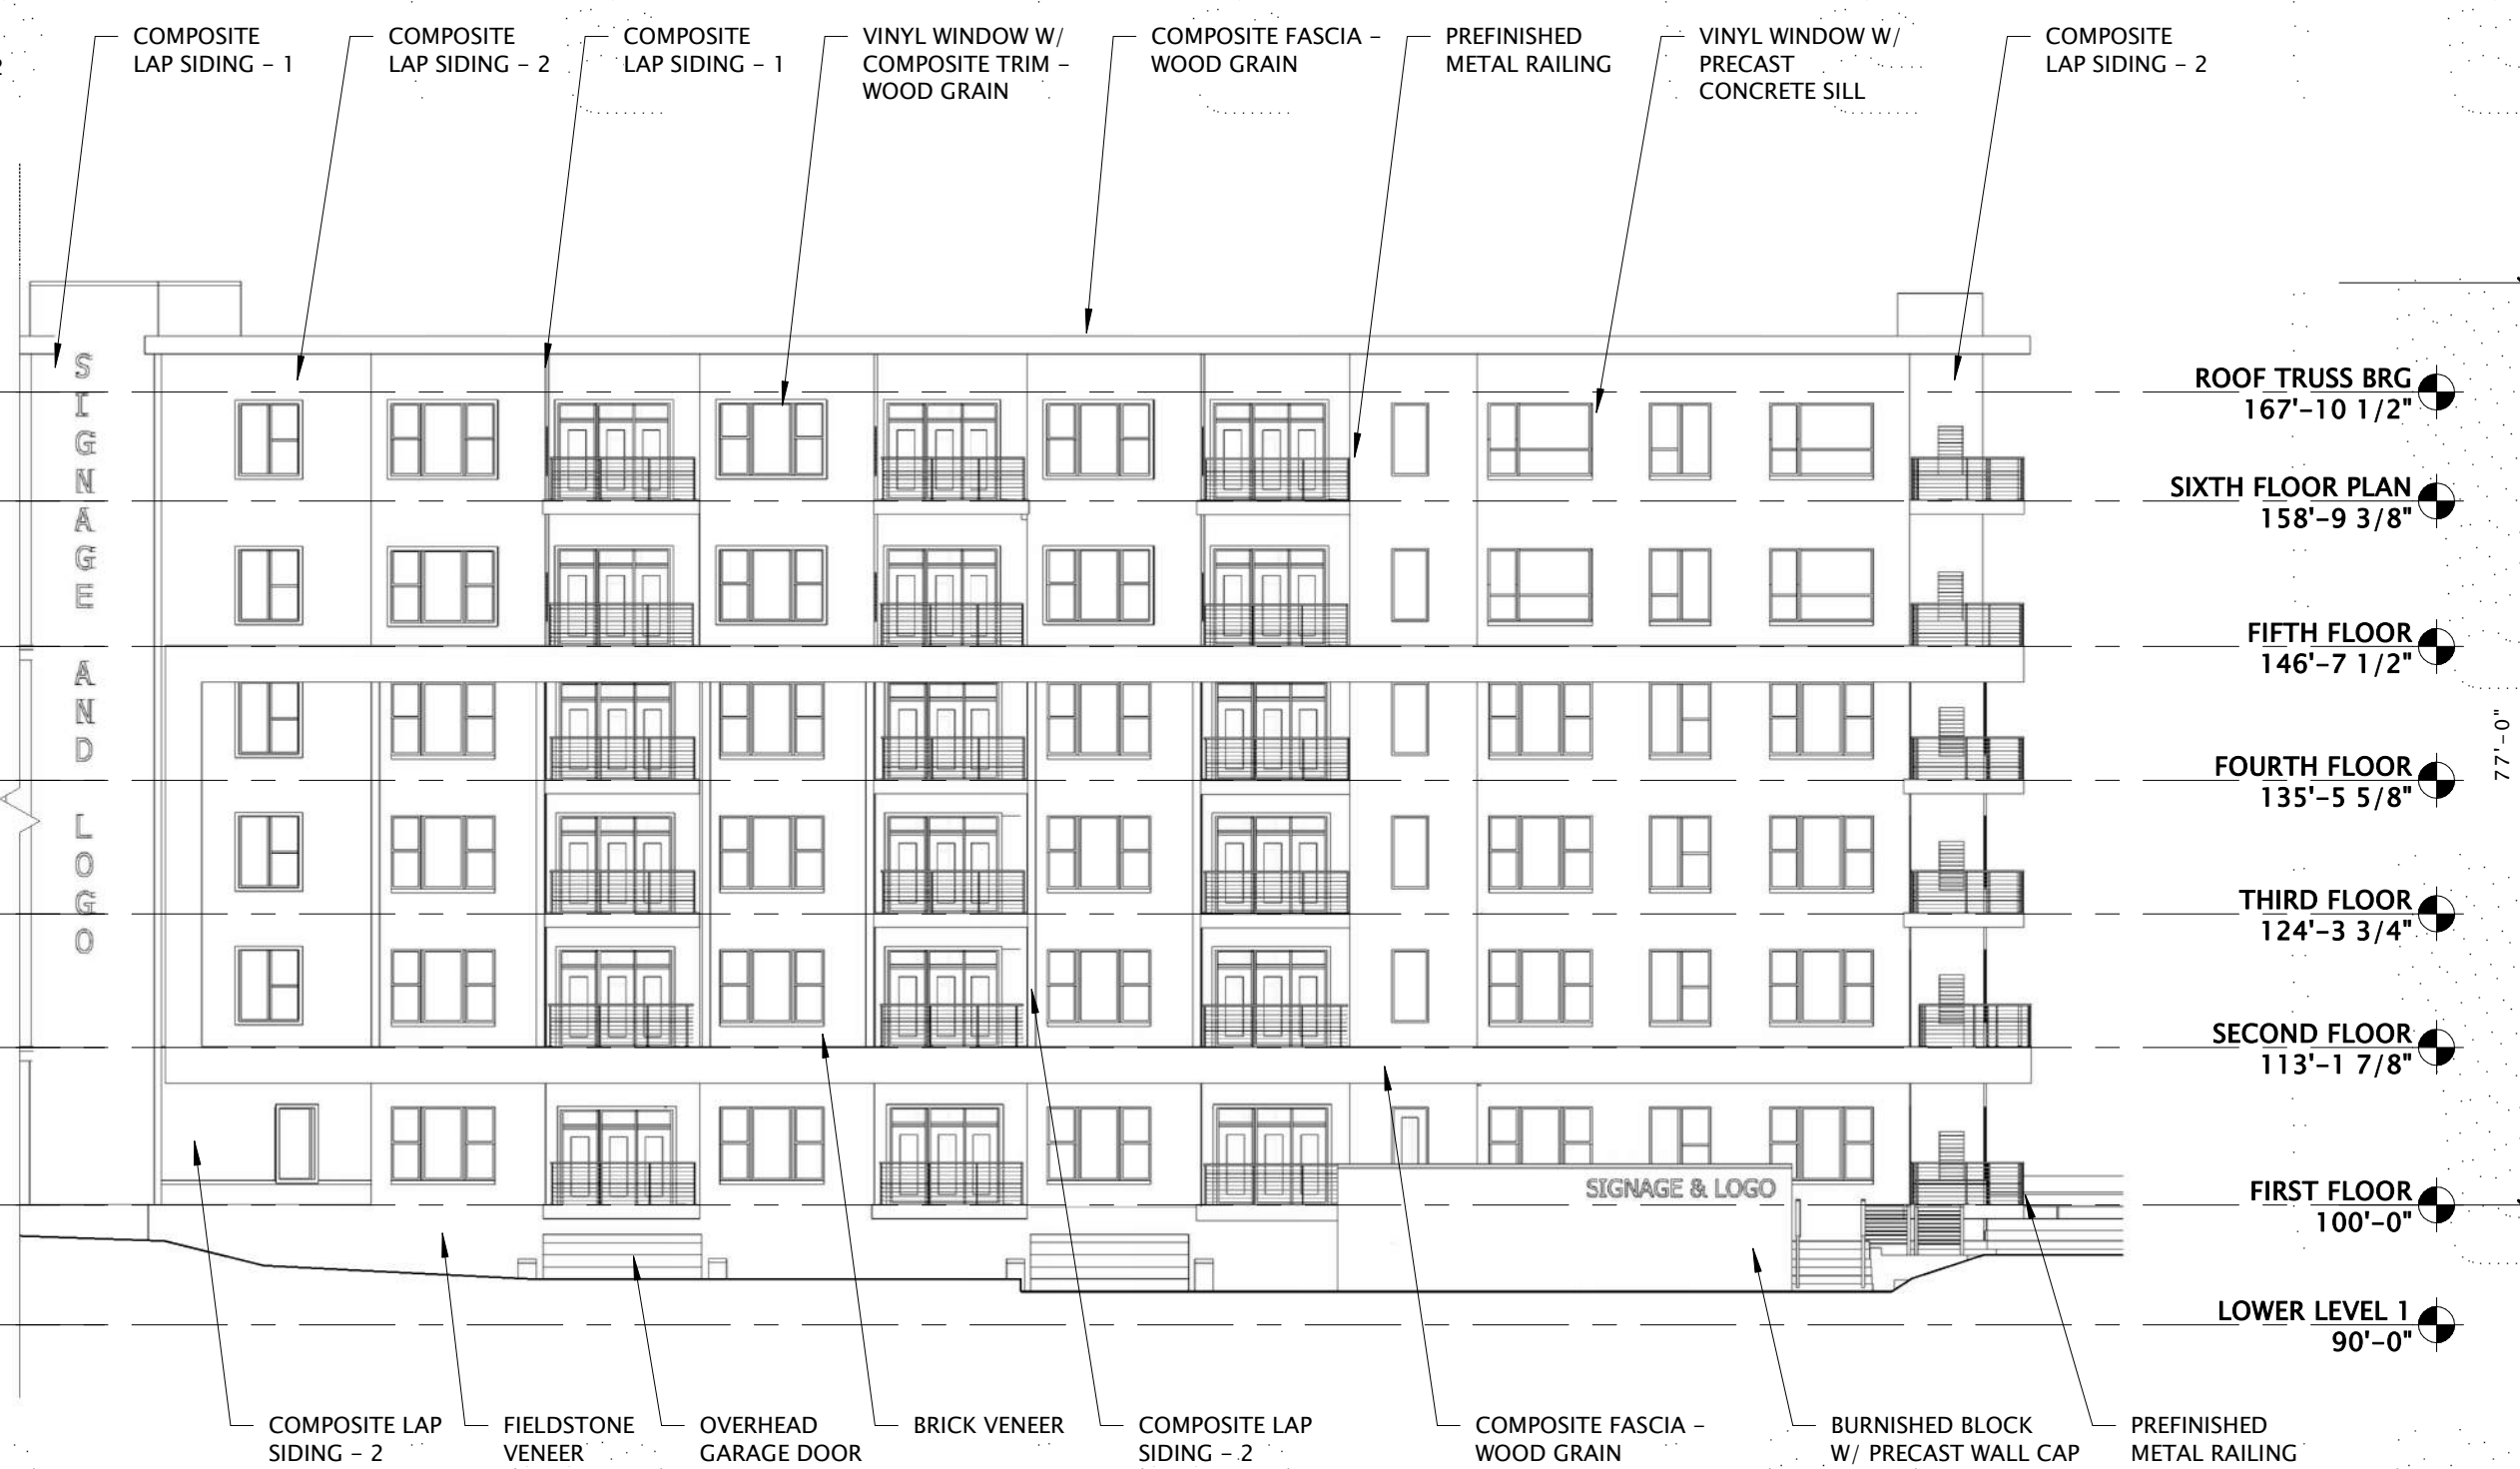 COMPOSITE
LAP SIDING - 1
COMPOSITE
LAP SIDING - 2
COMPOSITE
LAP SIDING - 1
VINYL WINDOW W/
COMPOSITE TRIM -
WOOD GRAIN
COMPOSITE FASCIA -
WOOD GRAIN
PREFINISHED
METAL RAILING
VINYL WINDOW W/
PRECAST
CONCRETE SILL
COMPOSITE
LAP SIDING - 2
2
SIGNAGE AND LOGO
ROOF TRUSS BRG
167'-10 1/2"
SIXTH FLOOR PLAN
158'-9 3/8"
FIFTH FLOOR
146'-7 1/2"
77'-0"
FOURTH FLOOR
135'-5 5/8"
THIRD FLOOR
124'-3 3/4"
SECOND FLOOR
113'-1 7/8"
SIGNAGE & LOGO
FIRST FLOOR
100'-0"
LOWER LEVEL 1
90'-0"
COMPOSITE LAP
SIDING - 2
FIELDSTONE
VENEER
OVERHEAD
GARAGE DOOR
BRICK VENEER
COMPOSITE LAP
SIDING - 2
COMPOSITE FASCIA -
WOOD GRAIN
BURNISHED BLOCK
W/ PRECAST WALL CAP
PREFINISHED
METAL RAILING